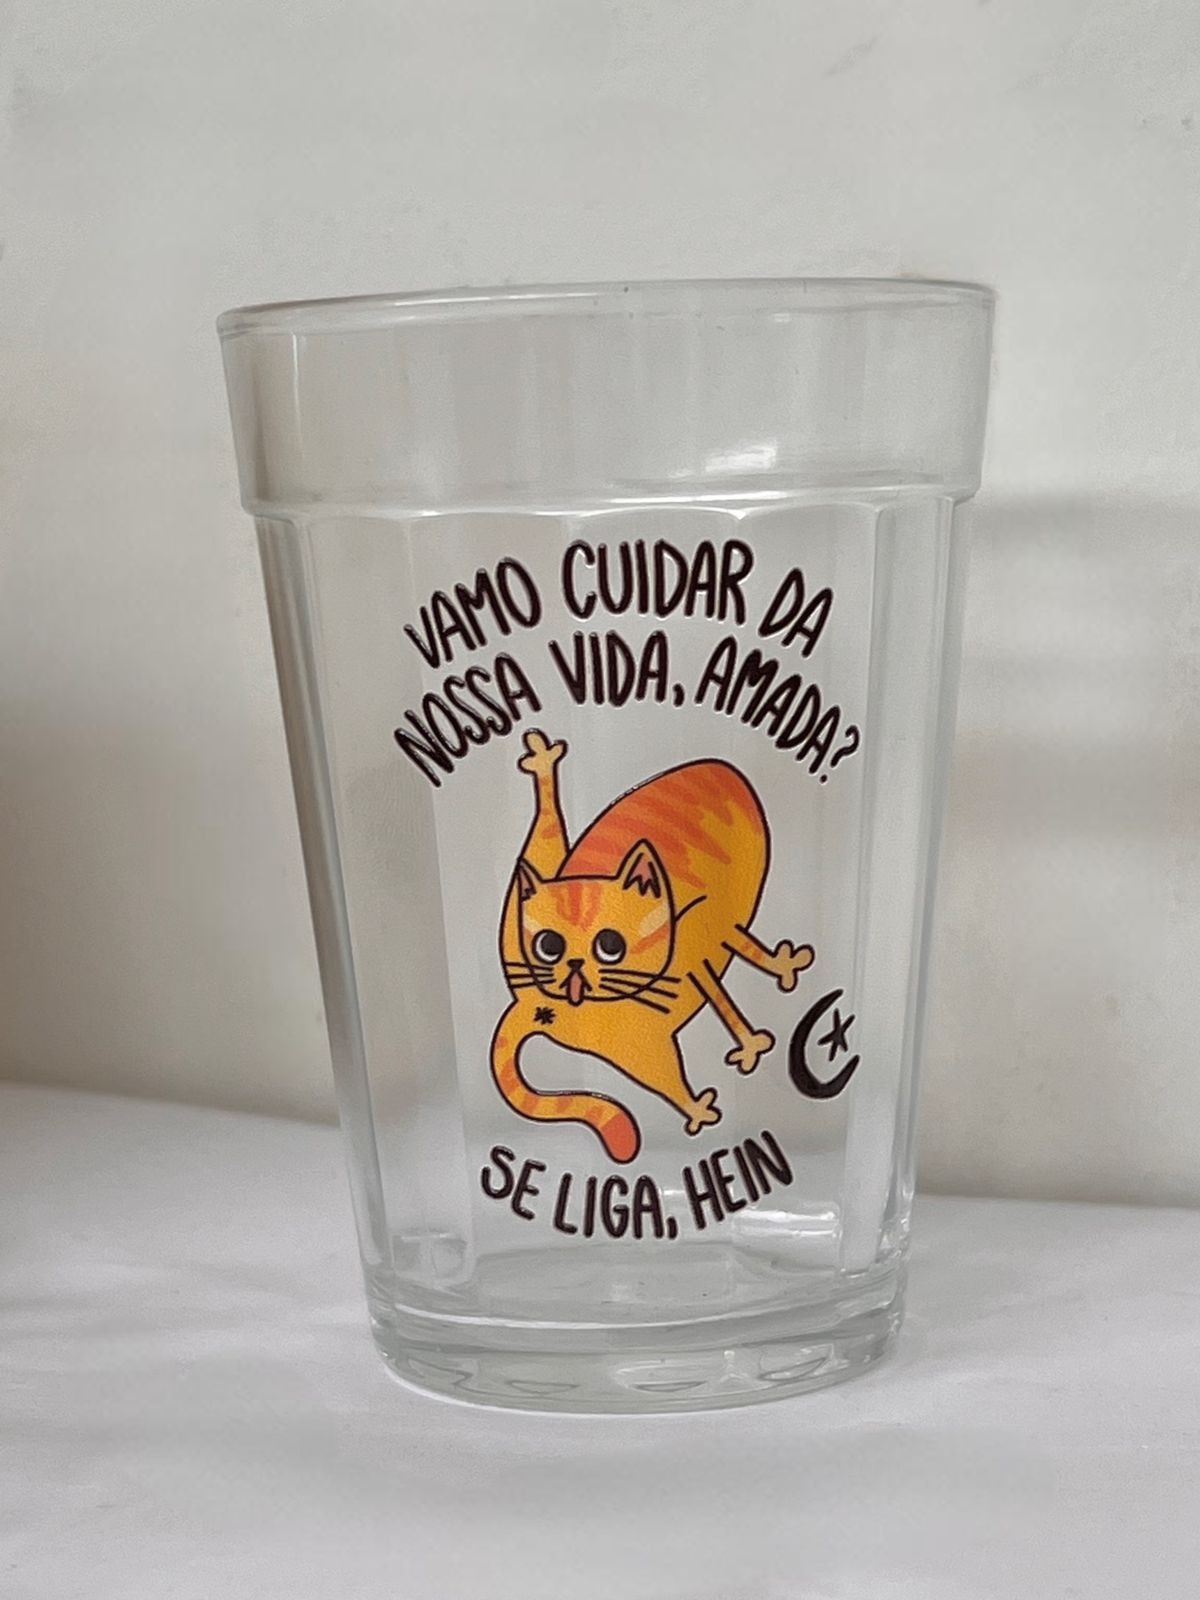 VAMO CUIDAR DA
NOSSA VIDA, AMADA?
SE LIGA, HEIN